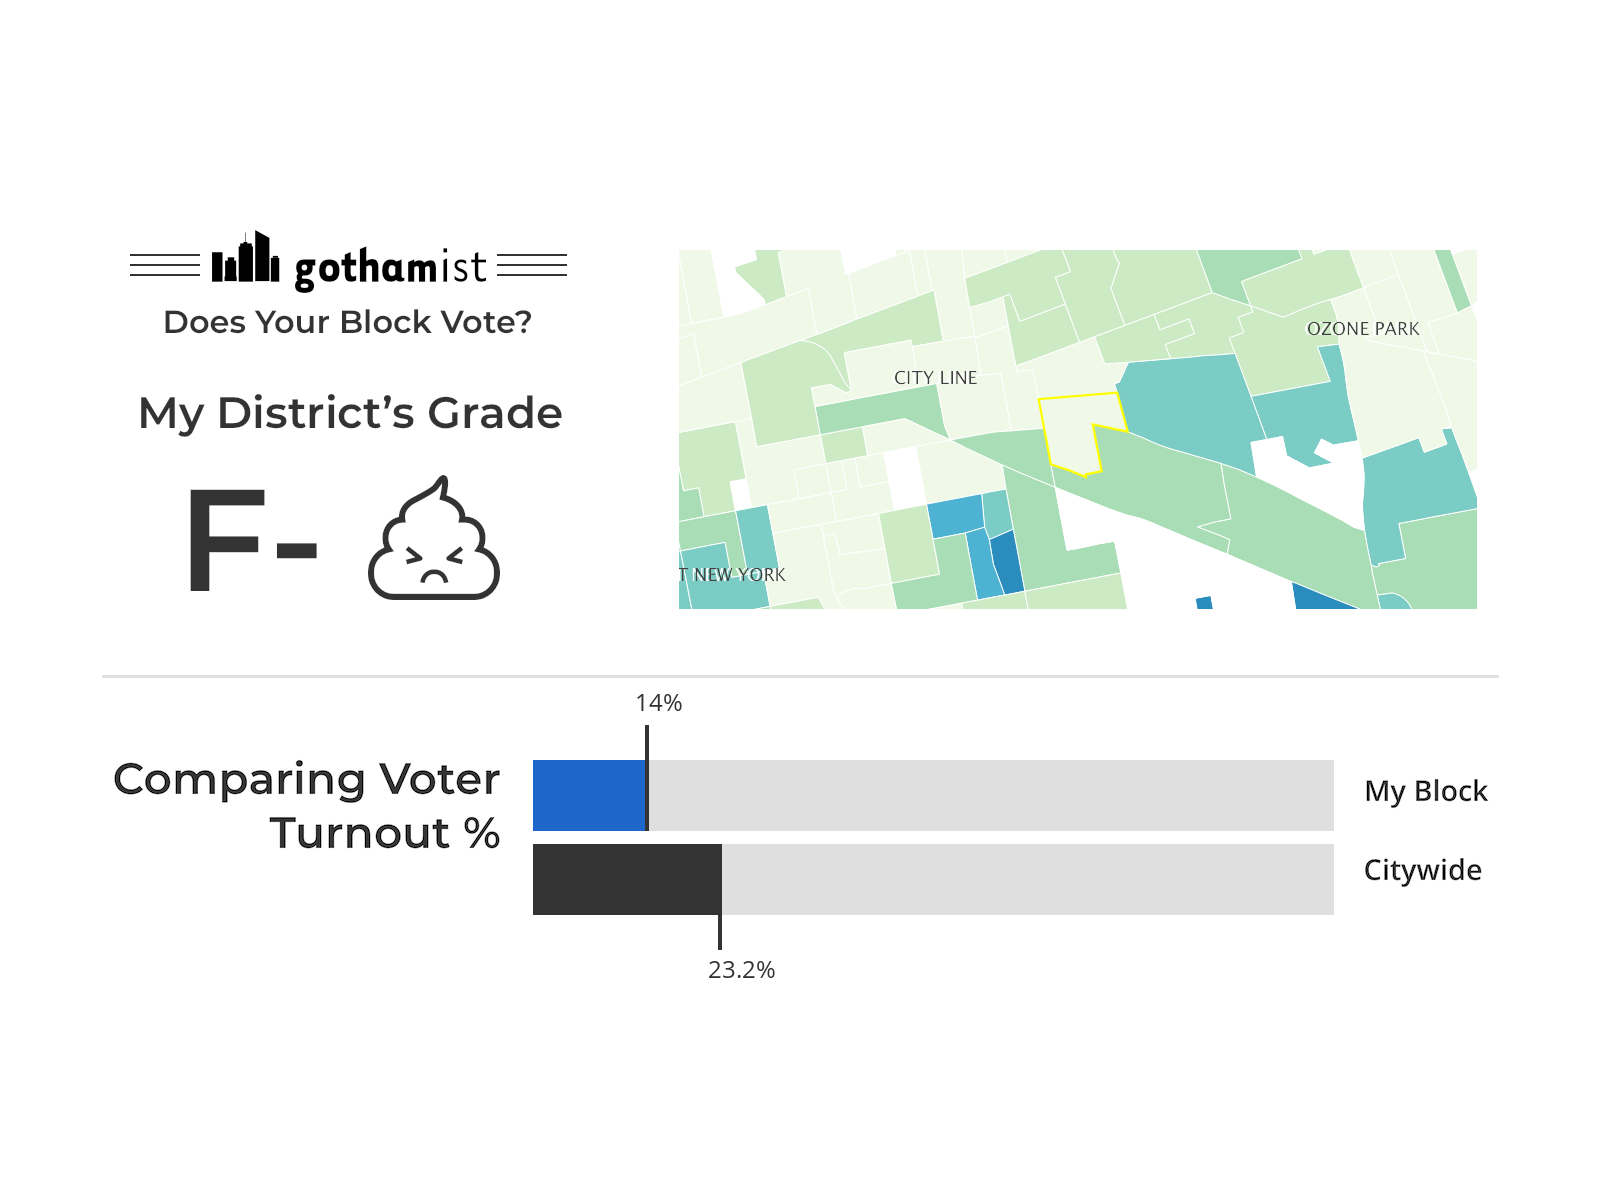 gothamist
Does Your Block Vote?
My District’s Grade
F-
OZONE PARK
CITY LINE
T NEW YORK
14%
Comparing Voter
Turnout %
My Block
Citywide
23.2%